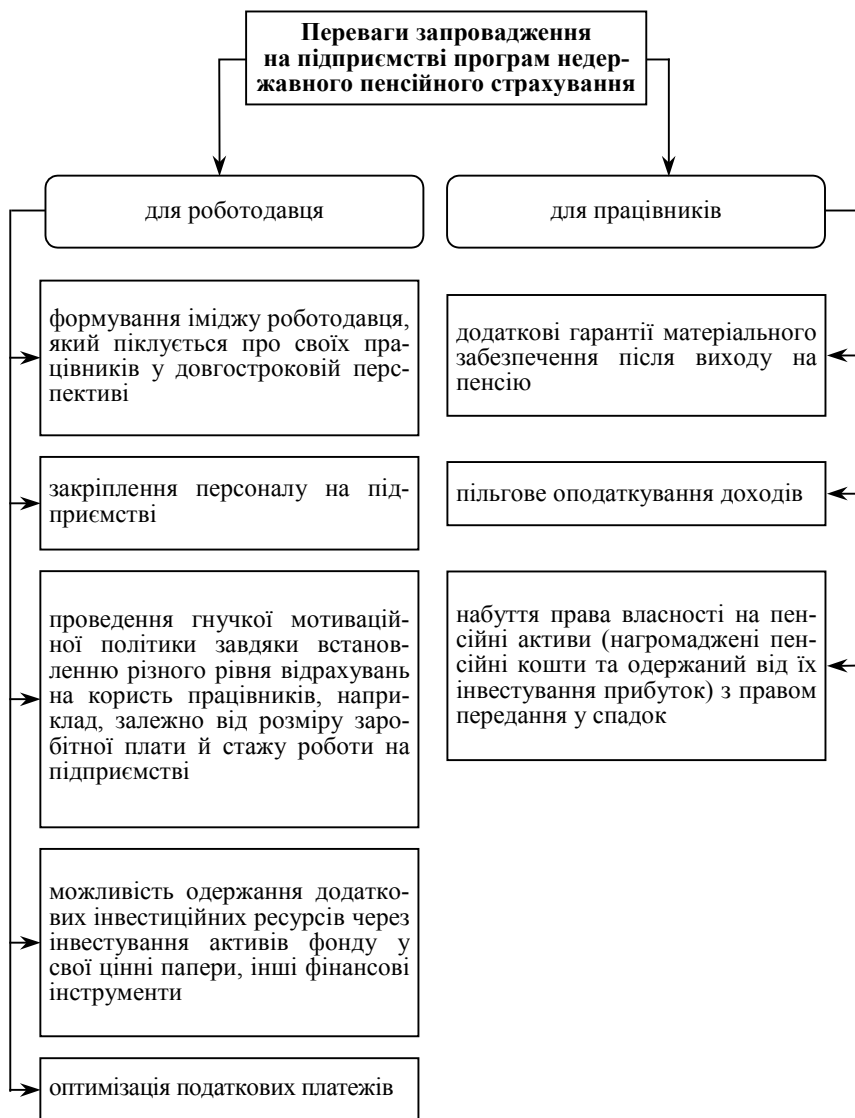 Переваги запровадження
на підприємстві програм недер-
жавного пенсійного страхування
для роботодавця
для працівників
формування іміджу роботодавця,
який піклується про своїх пра-
цівників у довгостроковій перс-
пективі
закріплення персоналу на під-
приємстві
проведення гнучкої мотивацій-
ної політики завдяки встанов-
ленню різного рівня відрахувань
на користь працівників, напри-
клад, залежно від розміру заро-
бітної плати й стажу роботи на
підприємстві
можливість одержання додатко-
вих інвестиційних ресурсів через
інвестування активів фонду у
свої цінні папери, інші фінансові
інструменти
оптимізація податкових платежів
додаткові гарантії матеріального
забезпечення після виходу на
пенсію
пільгове оподаткування доходів
набуття права власності на пен-
сійні активи (нагромаджені пен-
сійні кошти та одержаний від їх
інвестування прибуток) з правом
передання у спадок